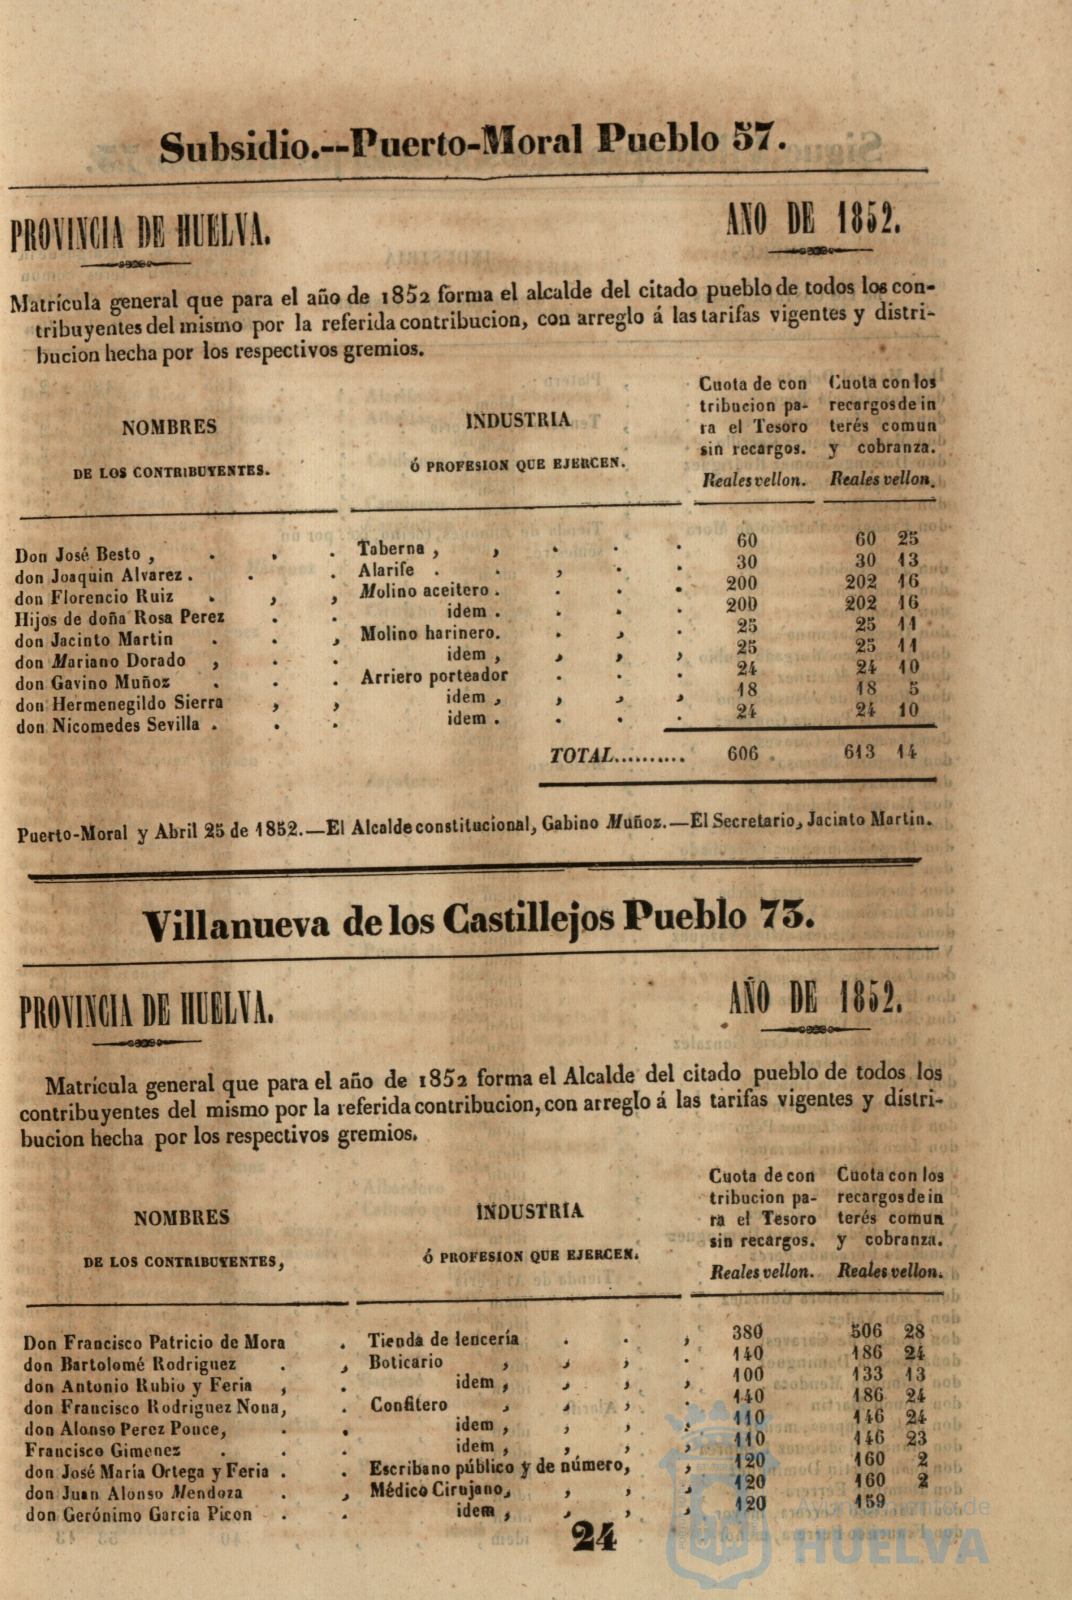 Subsidio.--Puerto-Moral Pueblo 57.
PROVINCIA DE HUELVA. AÑO DE 1852.
Matrícula general que para el año de 1852 forma el alcalde del citado pueblo de todos los con-
tribuyentes del mismo por la referida contribucion, con arreglo á las tarifas vigentes y distri-
bucion hecha por los respectivos gremios.
NOMBRES
DE LOS CONTRIBUYENTES.
INDUSTRIA
Ó PROFESION QUE EJERCEN.
Cuota de con
tribucion pa-
ra el Tesoro
sin recargos.
Reales vellon.
Cuota con los
recargos de in
terés comun
y cobranza.
Reales vellon.
Don José Besto , . . . Taberna , , . . . 60 60 25
don Joaquin Alvarez . . . Alarife . . , . . 30 30 13
don Florencio Ruiz . , , Molino aceitero . . . . 200 202 16
Hijos de doña Rosa Perez . . idem . . . . 200 202 16
don Jacinto Martin . . , Molino harinero. . , . 25 25 11
don Mariano Dorado , . . idem , , , , 25 25 11
don Gavino Muñoz . . . Arriero porteador . . . 24 24 10
don Hermenegildo Sierra , , idem , , , , 18 18 5
don Nicomedes Sevilla . . . idem . . . . 24 24 10
TOTAL.......... 606 613 14
Puerto-Moral y Abril 25 de 1852.—El Alcalde constitucional, Gabino Muñoz.—El Secretario, Jacinto Martin.
Villanueva de los Castillejos Pueblo 73.
PROVINCIA DE HUELVA. AÑO DE 1852.
Matrícula general que para el año de 1852 forma el Alcalde del citado pueblo de todos los
contribuyentes del mismo por la referida contribucion, con arreglo á las tarifas vigentes y distri-
bucion hecha por los respectivos gremios.
NOMBRES
DE LOS CONTRIBUYENTES,
INDUSTRIA
Ó PROFESION QUE EJERCEN.
Cuota de con
tribucion pa-
ra el Tesoro
sin recargos.
Reales vellon.
Cuota con los
recargos de in
terés comun
y cobranza.
Reales vellon.
Don Francisco Patricio de Mora . Tienda de lencería . . , 380 506 28
don Bartolomé Rodriguez . , Boticario , , , . 140 186 24
don Antonio Rubio y Feria , . idem , , , , 100 133 13
don Francisco Rodriguez Nona, . Confitero , , , . 140 186 24
don Alonso Perez Ponce, . . idem , , , , 110 146 24
Francisco Gimenez . . . idem , , , , 110 146 23
don José María Ortega y Feria . . Escribano público y de número, , 120 160 2
don Juan Alonso Mendoza . , Médico Cirujano, , , , 120 160 2
don Gerónimo Garcia Picon . . idem , , , , 120 159
24
Ayuntamiento de
HUELVA